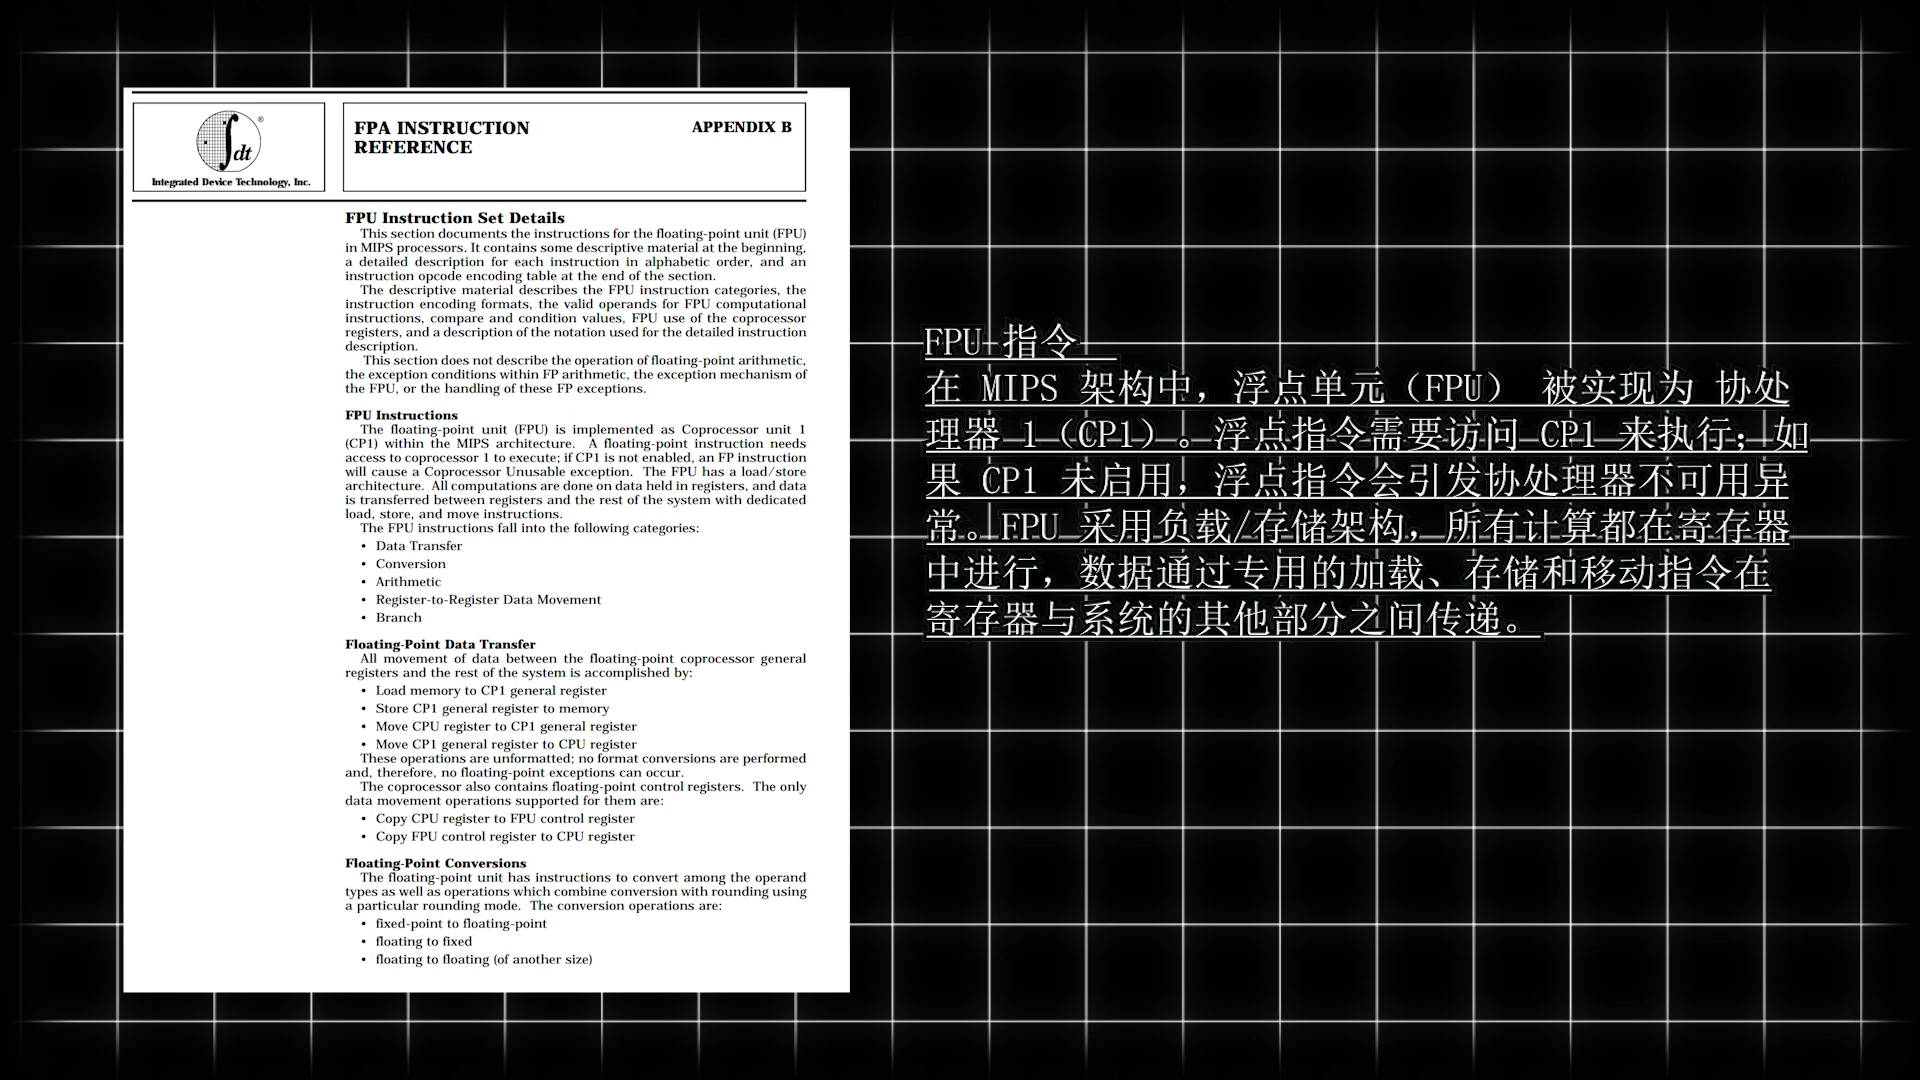 dt
®
Integrated Device Technology, Inc.
FPA INSTRUCTION
REFERENCE
APPENDIX B
FPU Instruction Set Details
This section documents the instructions for the floating-point unit (FPU)
in MIPS processors. It contains some descriptive material at the beginning,
a detailed description for each instruction in alphabetic order, and an
instruction opcode encoding table at the end of the section.
The descriptive material describes the FPU instruction categories, the
instruction encoding formats, the valid operands for FPU computational
instructions, compare and condition values, FPU use of the coprocessor
registers, and a description of the notation used for the detailed instruction
description.
This section does not describe the operation of floating-point arithmetic,
the exception conditions within FP arithmetic, the exception mechanism of
the FPU, or the handling of these FP exceptions.
FPU Instructions
The floating-point unit (FPU) is implemented as Coprocessor unit 1
(CP1) within the MIPS architecture. A floating-point instruction needs
access to coprocessor 1 to execute; if CP1 is not enabled, an FP instruction
will cause a Coprocessor Unusable exception. The FPU has a load/store
architecture. All computations are done on data held in registers, and data
is transferred between registers and the rest of the system with dedicated
load, store, and move instructions.
The FPU instructions fall into the following categories:
• Data Transfer
• Conversion
• Arithmetic
• Register-to-Register Data Movement
• Branch
Floating-Point Data Transfer
All movement of data between the floating-point coprocessor general
registers and the rest of the system is accomplished by:
• Load memory to CP1 general register
• Store CP1 general register to memory
• Move CPU register to CP1 general register
• Move CP1 general register to CPU register
These operations are unformatted; no format conversions are performed
and, therefore, no floating-point exceptions can occur.
The coprocessor also contains floating-point control registers. The only
data movement operations supported for them are:
• Copy CPU register to FPU control register
• Copy FPU control register to CPU register
Floating-Point Conversions
The floating-point unit has instructions to convert among the operand
types as well as operations which combine conversion with rounding using
a particular rounding mode. The conversion operations are:
• fixed-point to floating-point
• floating to fixed
• floating to floating (of another size)
FPU 指令
在 MIPS 架构中，浮点单元（FPU） 被实现为 协处
理器 1（CP1）。浮点指令需要访问 CP1 来执行；如
果 CP1 未启用，浮点指令会引发协处理器不可用异
常。FPU 采用负载/存储架构，所有计算都在寄存器
中进行，数据通过专用的加载、存储和移动指令在
寄存器与系统的其他部分之间传递。